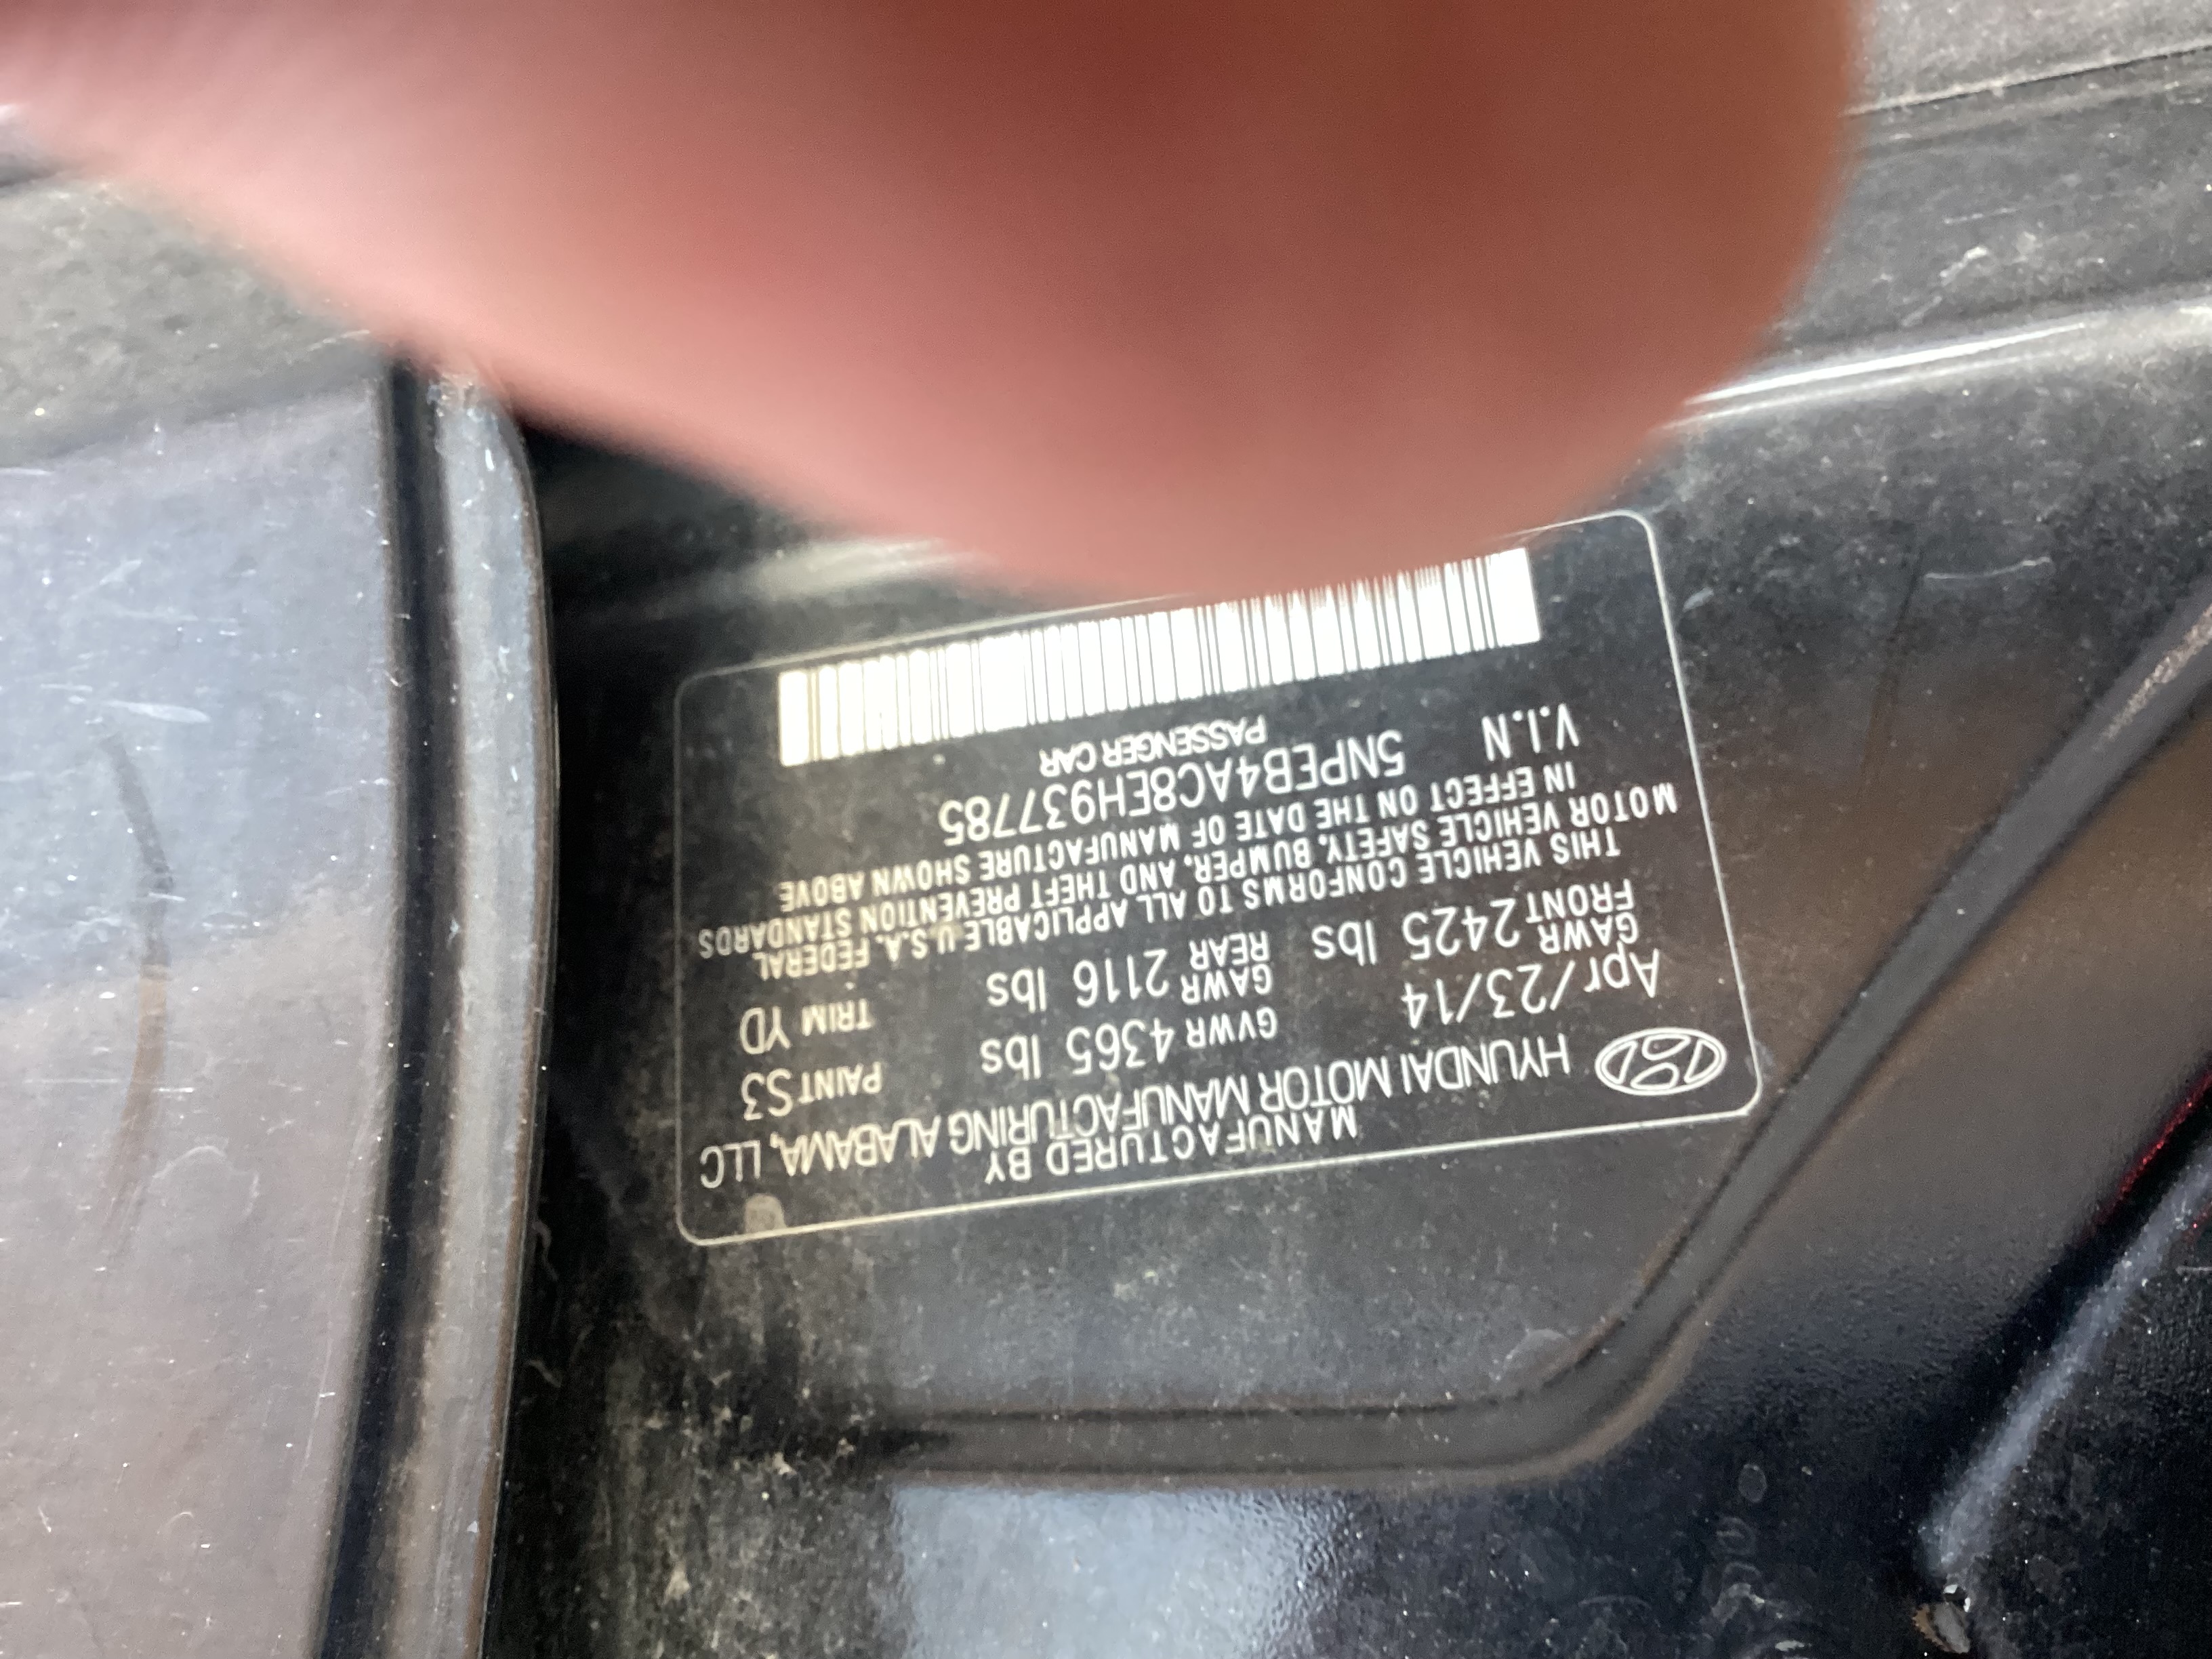 MANUFACTURED BY
HYUNDAI MOTOR MANUFACTURING ALABAMA, LLC
Apr/23/14 GVWR 4365 lbs PAINT S3
GAWR FRONT 2425 lbs GAWR REAR 2116 lbs TRIM YD
THIS VEHICLE CONFORMS TO ALL APPLICABLE U.S.A. FEDERAL
MOTOR VEHICLE SAFETY, BUMPER, AND THEFT PREVENTION STANDARDS
IN EFFECT ON THE DATE OF MANUFACTURE SHOWN ABOVE
V.I.N 5NPEB4AC8EH937785
PASSENGER CAR